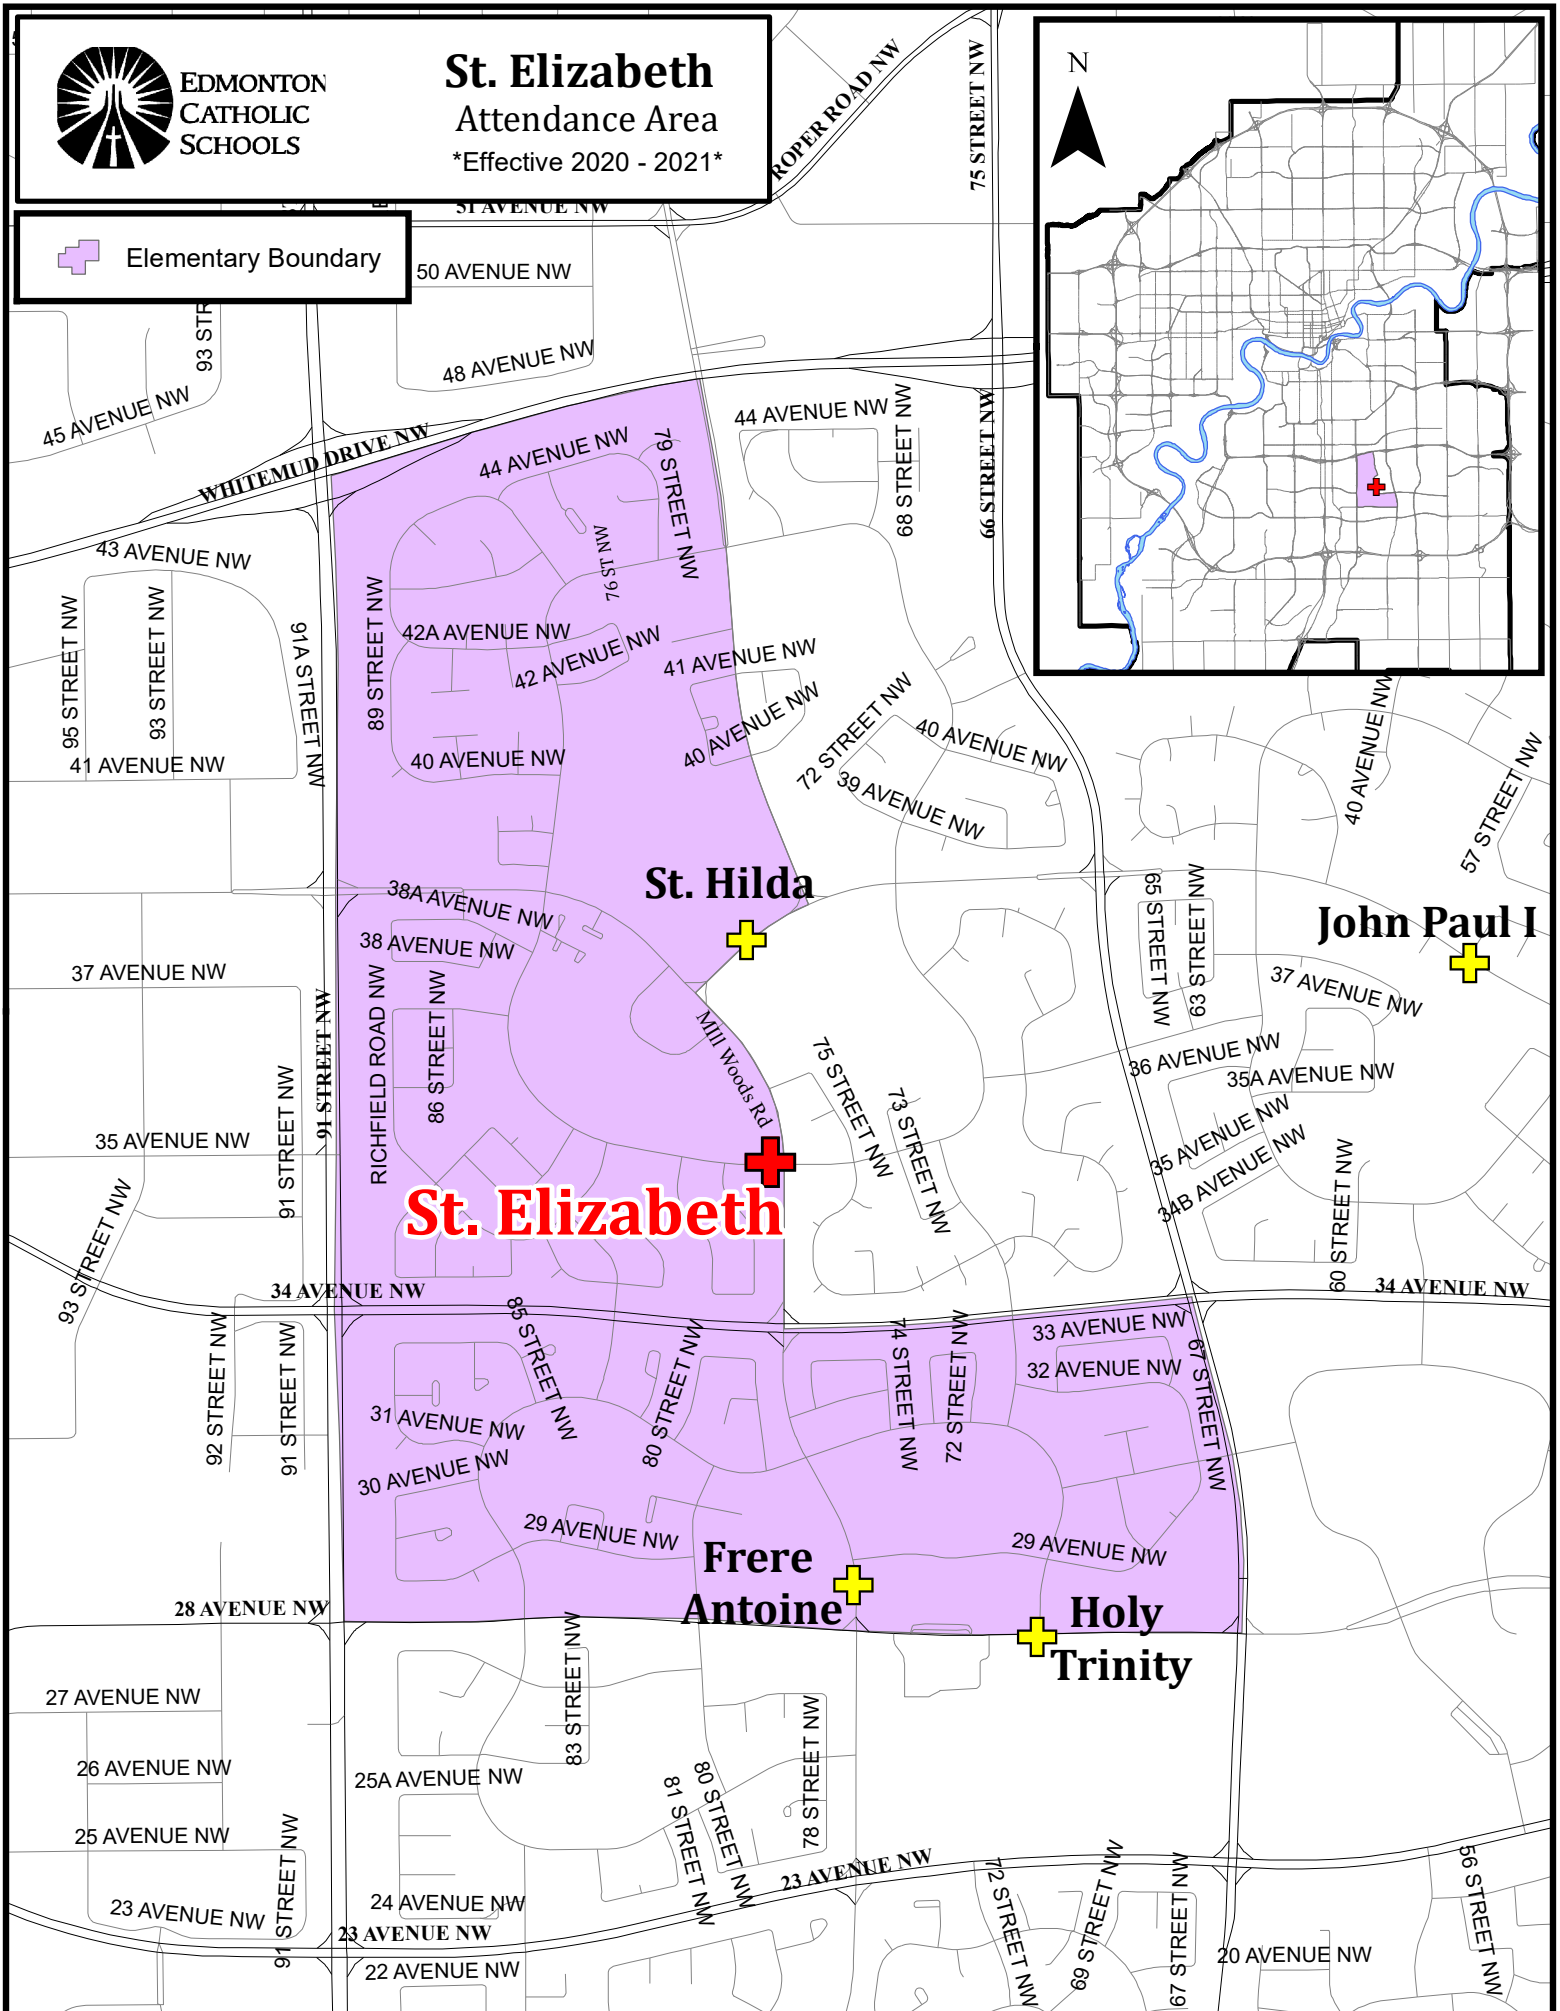 EDMONTON
CATHOLIC
SCHOOLS
St. Elizabeth
Attendance Area
*Effective 2020 - 2021*
Elementary Boundary
N
ROPER ROAD NW
75 STREET NW
51 AVENUE NW
50 AVENUE NW
93 STR
48 AVENUE NW
45 AVENUE NW
WHITEMUD DRIVE NW
44 AVENUE NW
79 STREET NW
44 AVENUE NW
68 STREET NW
66 STREET NW
43 AVENUE NW
76 ST NW
95 STREET NW
93 STREET NW
91A STREET NW
89 STREET NW
42A AVENUE NW
42 AVENUE NW
41 AVENUE NW
40 AVENUE NW
72 STREET NW
40 AVENUE NW
40 AVENUE NW
57 STREET NW
41 AVENUE NW
40 AVENUE NW
39 AVENUE NW
St. Hilda
38A AVENUE NW
65 STREET NW
63 STREET NW
John Paul I
38 AVENUE NW
37 AVENUE NW
37 AVENUE NW
RICHFIELD ROAD NW
86 STREET NW
91 STREET NW
MIll Woods Rd
75 STREET NW
73 STREET NW
36 AVENUE NW
35A AVENUE NW
91 STREET NW
35 AVENUE NW
35 AVENUE NW
34B AVENUE NW
60 STREET NW
St. Elizabeth
93 STREET NW
34 AVENUE NW
34 AVENUE NW
92 STREET NW
91 STREET NW
85 STREET NW
80 STREET NW
74 STREET NW
72 STREET NW
33 AVENUE NW
32 AVENUE NW
67 STREET NW
31 AVENUE NW
30 AVENUE NW
29 AVENUE NW
29 AVENUE NW
Frere
Antoine
28 AVENUE NW
Holy
Trinity
83 STREET NW
27 AVENUE NW
78 STREET NW
26 AVENUE NW
25A AVENUE NW
81 STREET NW
80 STREET NW
25 AVENUE NW
91 STREET NW
23 AVENUE NW
72 STREET NW
69 STREET NW
67 STREET NW
56 STREET NW
24 AVENUE NW
23 AVENUE NW
23 AVENUE NW
20 AVENUE NW
22 AVENUE NW